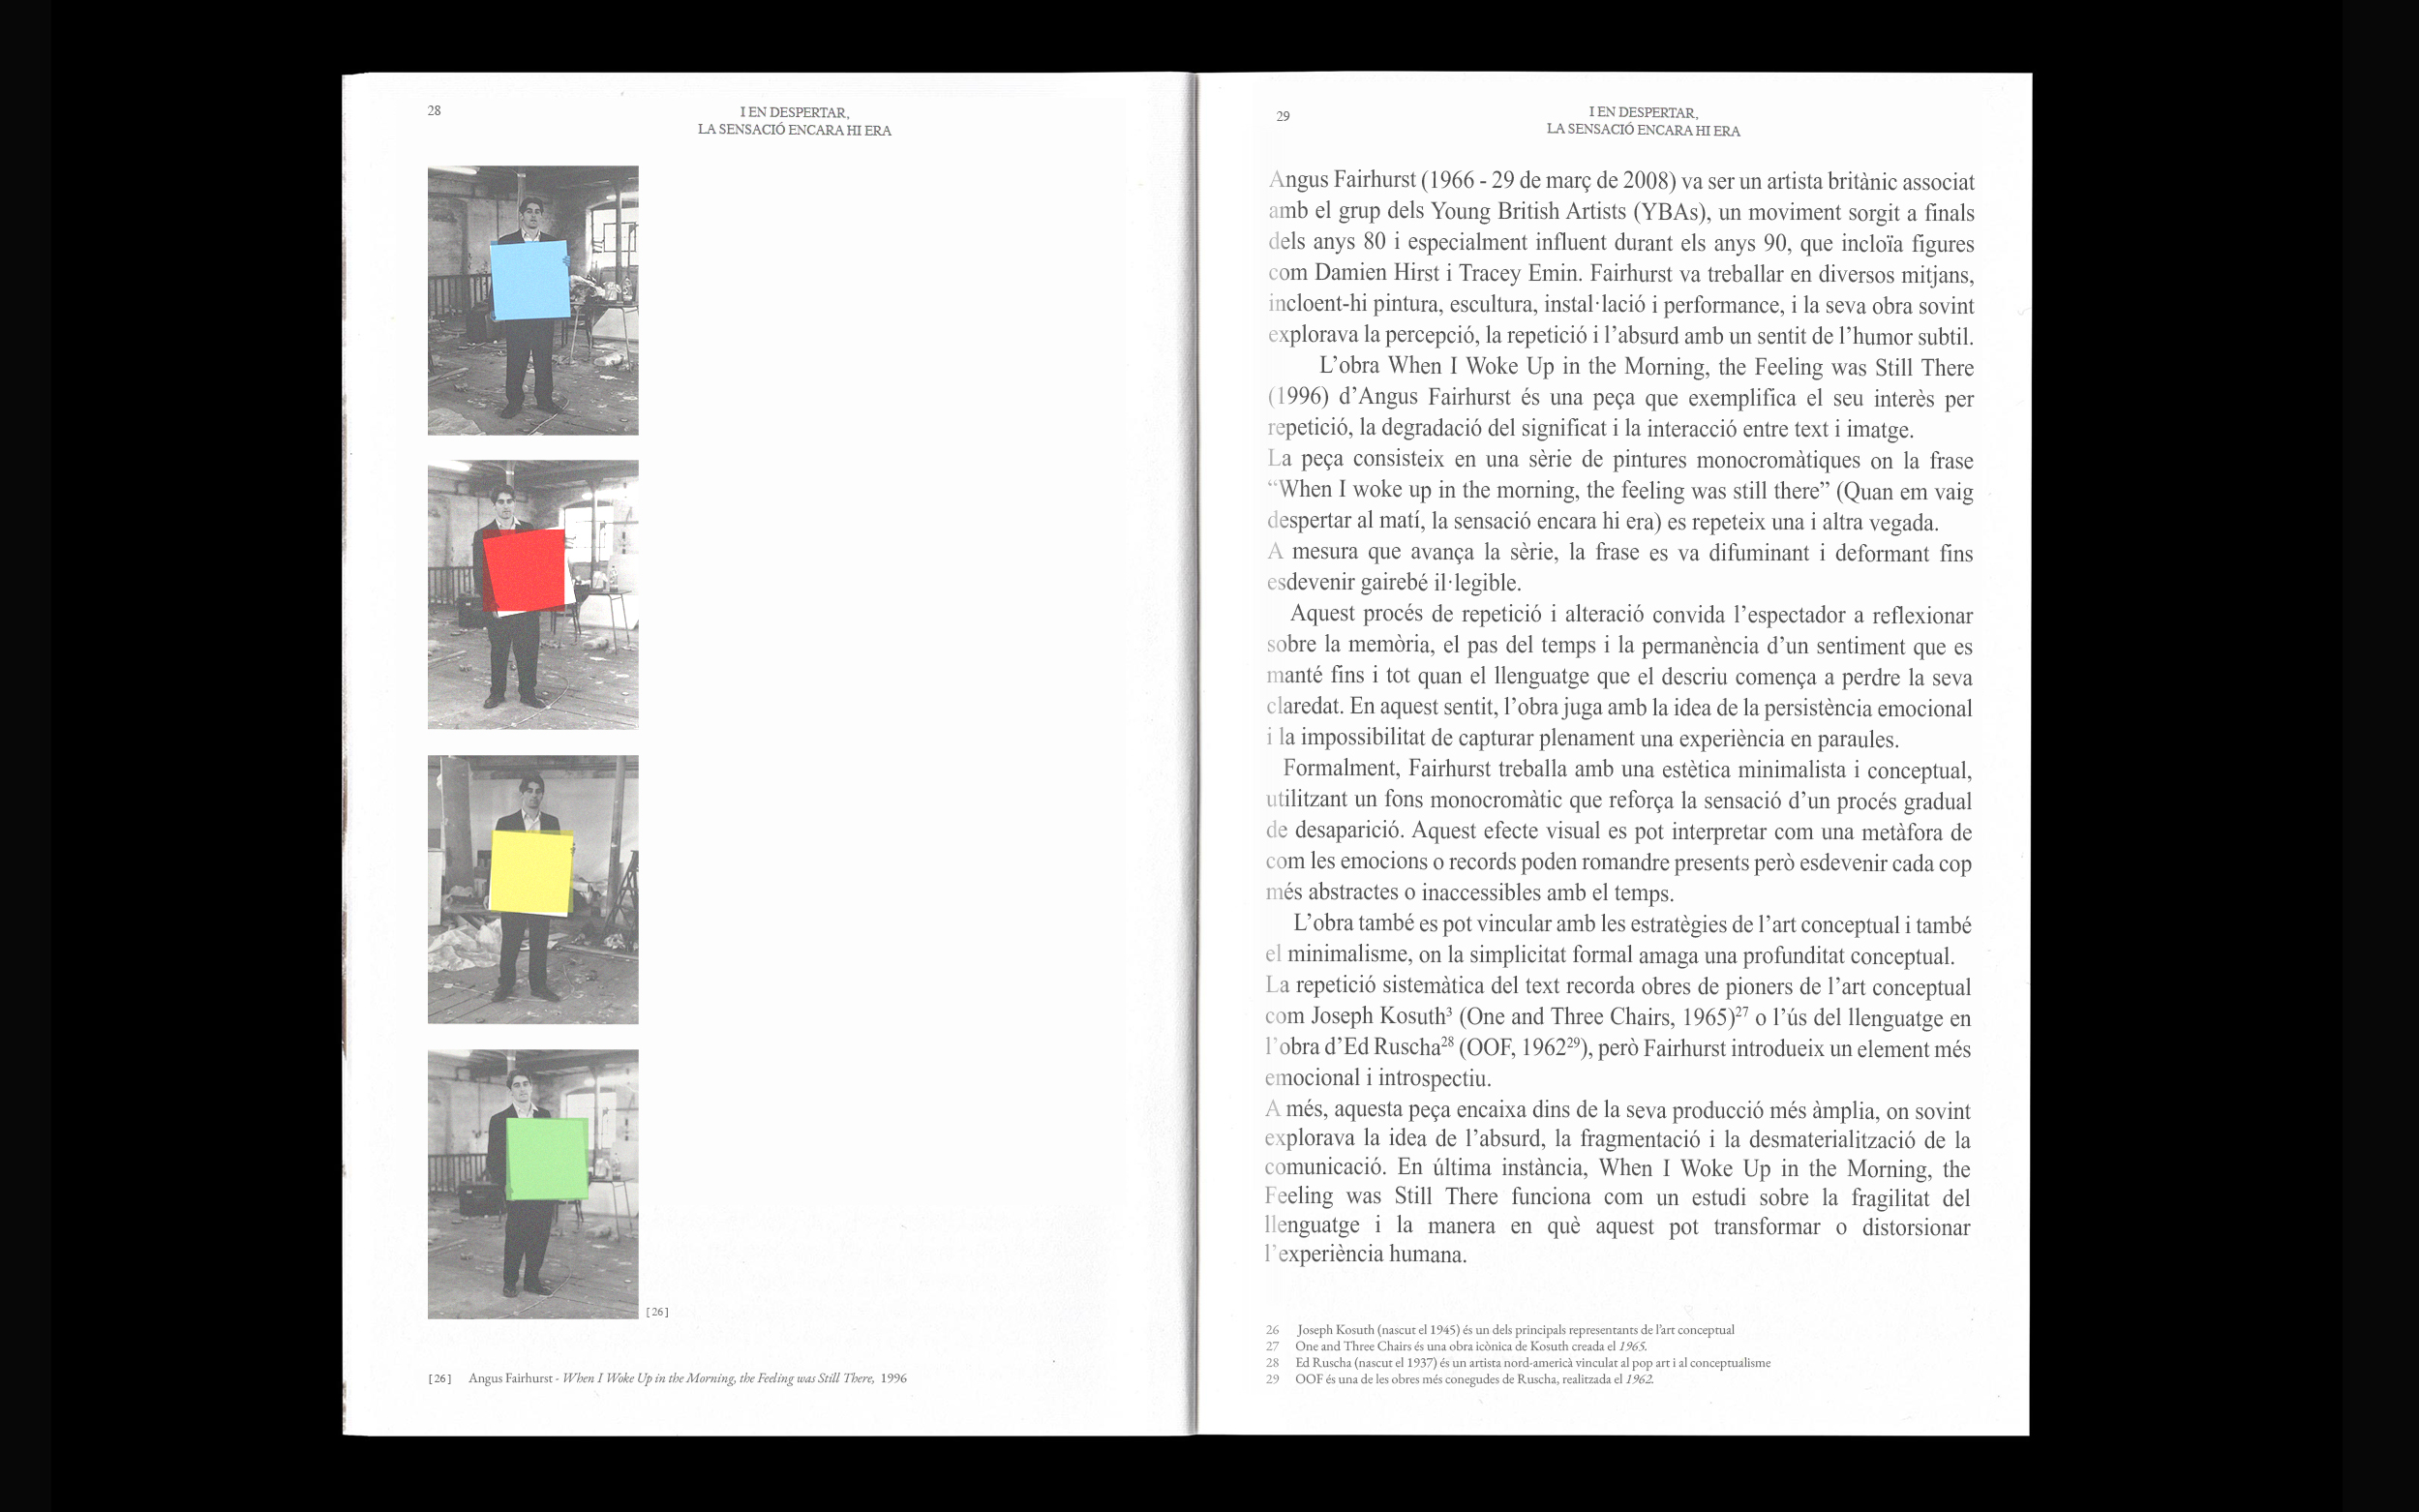 28
I EN DESPERTAR,
LA SENSACIÓ ENCARA HI ERA
[26]
[26] Angus Fairhurst - When I Woke Up in the Morning, the Feeling was Still There, 1996
29
I EN DESPERTAR,
LA SENSACIÓ ENCARA HI ERA
Angus Fairhurst (1966 - 29 de març de 2008) va ser un artista britànic associat
amb el grup dels Young British Artists (YBAs), un moviment sorgit a finals
dels anys 80 i especialment influent durant els anys 90, que incloïa figures
com Damien Hirst i Tracey Emin. Fairhurst va treballar en diversos mitjans,
incloent-hi pintura, escultura, instal·lació i performance, i la seva obra sovint
explorava la percepció, la repetició i l’absurd amb un sentit de l’humor subtil.
L’obra When I Woke Up in the Morning, the Feeling was Still There
(1996) d’Angus Fairhurst és una peça que exemplifica el seu interès per
repetició, la degradació del significat i la interacció entre text i imatge.
La peça consisteix en una sèrie de pintures monocromàtiques on la frase
“When I woke up in the morning, the feeling was still there” (Quan em vaig
despertar al matí, la sensació encara hi era) es repeteix una i altra vegada.
A mesura que avança la sèrie, la frase es va difuminant i deformant fins
esdevenir gairebé il·legible.
Aquest procés de repetició i alteració convida l’espectador a reflexionar
sobre la memòria, el pas del temps i la permanència d’un sentiment que es
manté fins i tot quan el llenguatge que el descriu comença a perdre la seva
claredat. En aquest sentit, l’obra juga amb la idea de la persistència emocional
i la impossibilitat de capturar plenament una experiència en paraules.
Formalment, Fairhurst treballa amb una estètica minimalista i conceptual,
utilitzant un fons monocromàtic que reforça la sensació d’un procés gradual
de desaparició. Aquest efecte visual es pot interpretar com una metàfora de
com les emocions o records poden romandre presents però esdevenir cada cop
més abstractes o inaccessibles amb el temps.
L’obra també es pot vincular amb les estratègies de l’art conceptual i també
el minimalisme, on la simplicitat formal amaga una profunditat conceptual.
La repetició sistemàtica del text recorda obres de pioners de l’art conceptual
com Joseph Kosuth³ (One and Three Chairs, 1965)²⁷ o l’ús del llenguatge en
l’obra d’Ed Ruscha²⁸ (OOF, 1962²⁹), però Fairhurst introdueix un element més
emocional i introspectiu.
A més, aquesta peça encaixa dins de la seva producció més àmplia, on sovint
explorava la idea de l’absurd, la fragmentació i la desmaterialització de la
comunicació. En última instància, When I Woke Up in the Morning, the
Feeling was Still There funciona com un estudi sobre la fragilitat del
llenguatge i la manera en què aquest pot transformar o distorsionar
l’experiència humana.
26 Joseph Kosuth (nascut el 1945) és un dels principals representants de l’art conceptual
27 One and Three Chairs és una obra icònica de Kosuth creada el 1965.
28 Ed Ruscha (nascut el 1937) és un artista nord-americà vinculat al pop art i al conceptualisme
29 OOF és una de les obres més conegudes de Ruscha, realitzada el 1962.